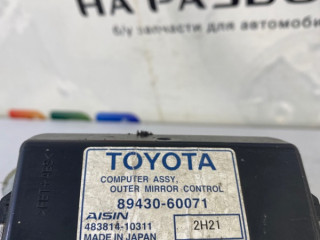 НА РАЗБО
б/у запчасти для автомобил
TOYOTA
COMPUTER ASSY,
OUTER MIRROR CONTROL
89430-60071
AISIN
483814-10311
2H21
MADE IN JAPAN